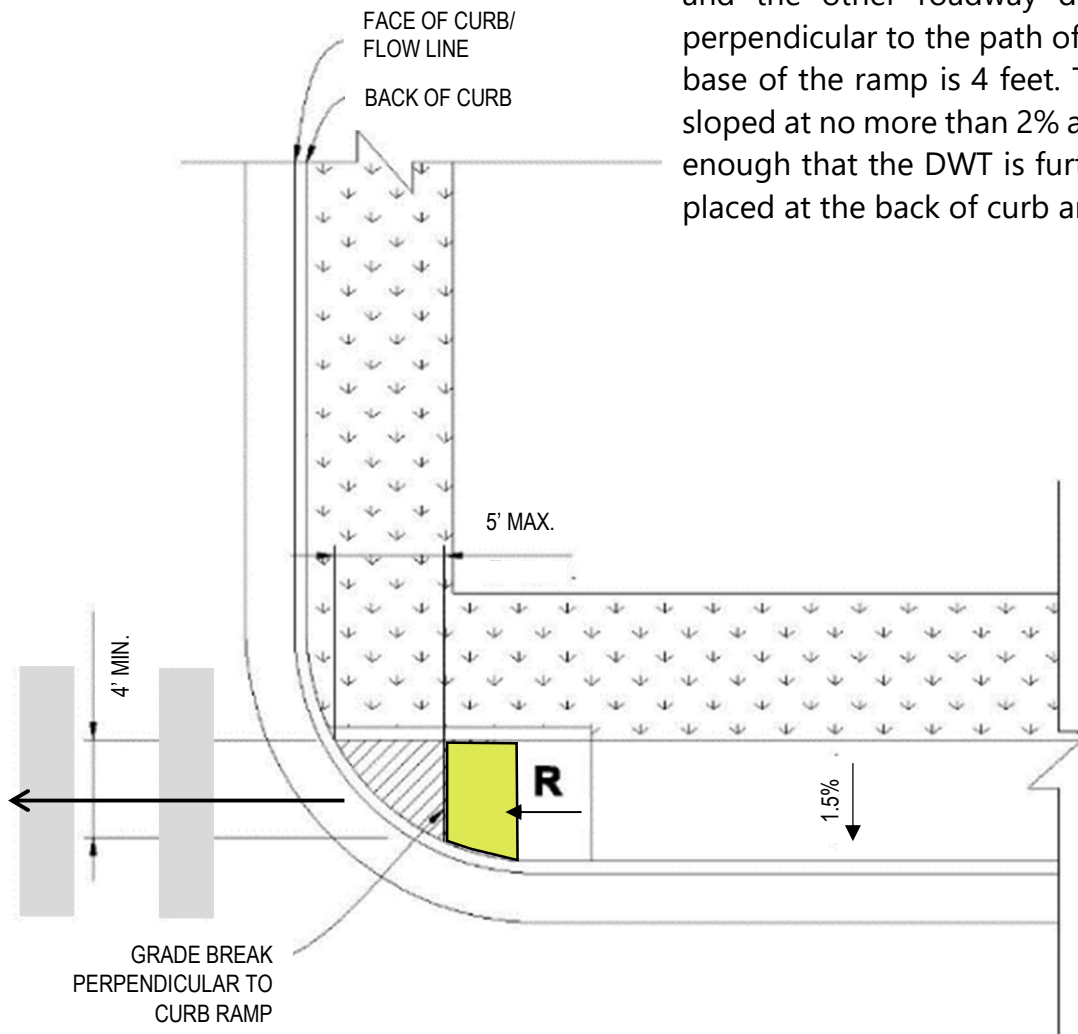 and the other roadway d
perpendicular to the path of
base of the ramp is 4 feet. T
sloped at no more than 2% a
enough that the DWT is furt
placed at the back of curb ar
FACE OF CURB/
FLOW LINE
BACK OF CURB
5' MAX.
4' MIN.
R
1.5%
GRADE BREAK
PERPENDICULAR TO
CURB RAMP